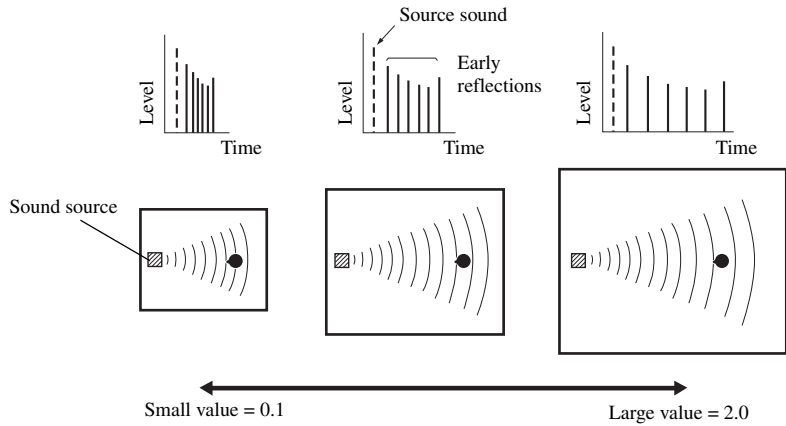 Source sound
Early
reflections
Level
Time
Level
Time
Level
Time
Sound source
Small value = 0.1
Large value = 2.0